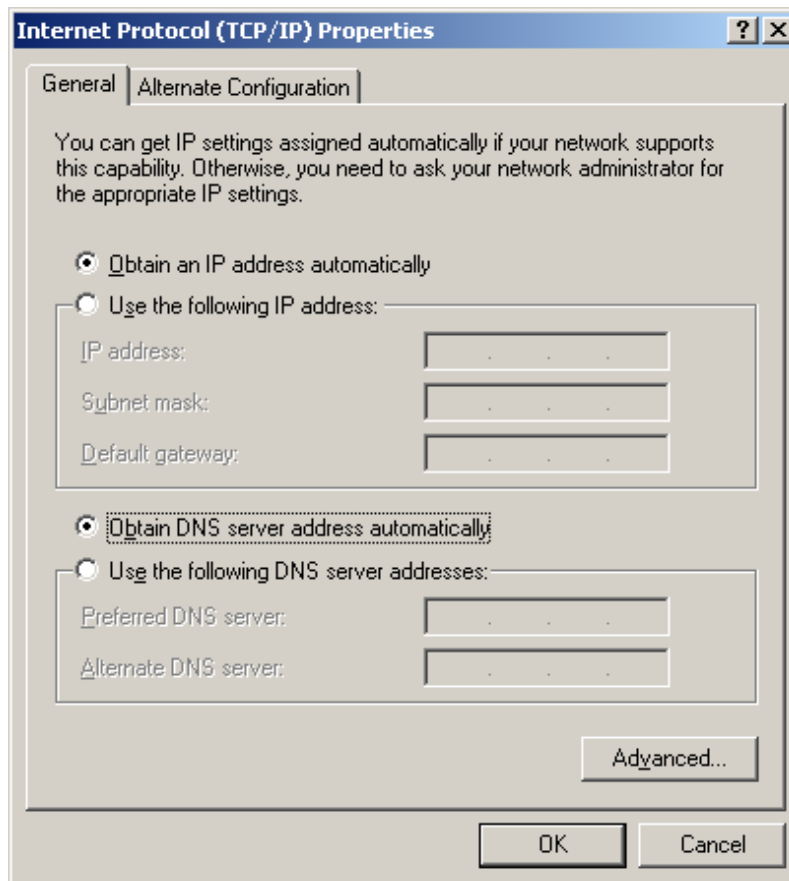 Internet Protocol (TCP/IP) Properties
General
Alternate Configuration
You can get IP settings assigned automatically if your network supports
this capability. Otherwise, you need to ask your network administrator for
the appropriate IP settings.
Obtain an IP address automatically
Use the following IP address:
IP address:
Subnet mask:
Default gateway:
Obtain DNS server address automatically
Use the following DNS server addresses:
Preferred DNS server:
Alternate DNS server:
Advanced...
OK
Cancel